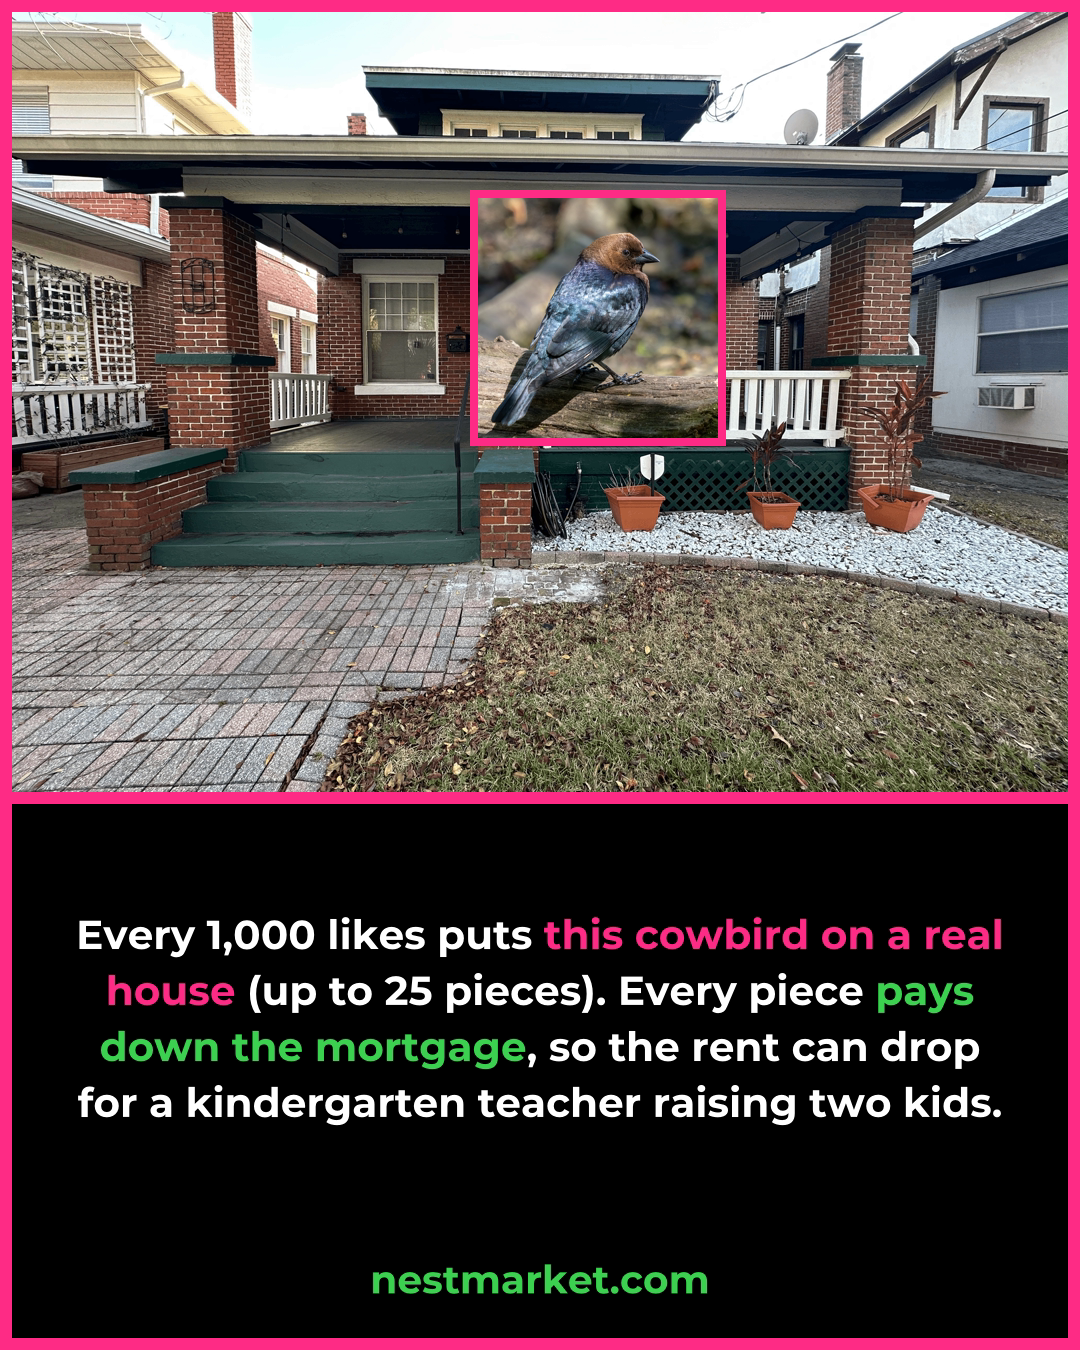 Every 1,000 likes puts this cowbird on a real
house (up to 25 pieces). Every piece pays
down the mortgage, so the rent can drop
for a kindergarten teacher raising two kids.
nestmarket.com